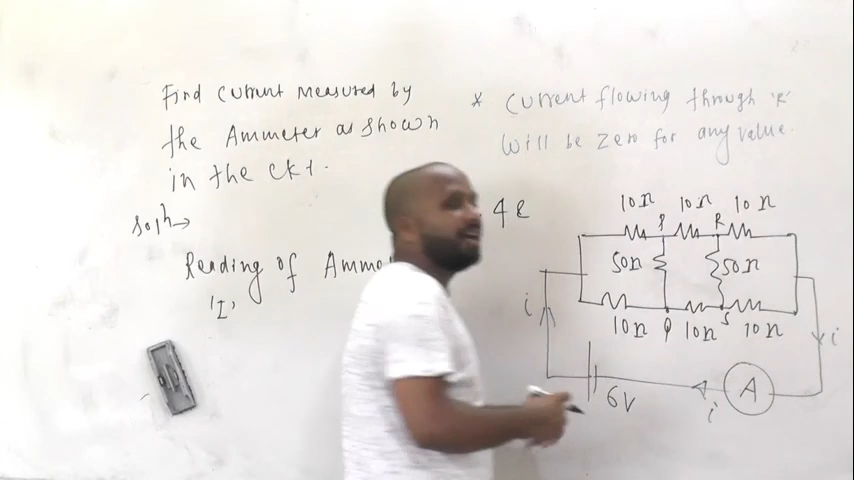 Find current measured by
the Ammeter as shown
in the ckt.
Soln→
Reading of Amme
'I'
* Current flowing through 'R'
will be zero for any value.
10Ω 10Ω 10Ω
P R
50Ω 50Ω
Q S
10Ω 10Ω 10Ω
i i
6V A
i